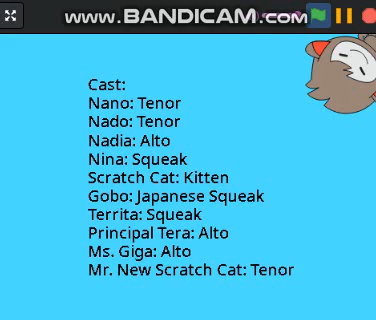 www.BANDICAM.com
Cast:
Nano: Tenor
Nado: Tenor
Nadia: Alto
Nina: Squeak
Scratch Cat: Kitten
Gobo: Japanese Squeak
Territa: Squeak
Principal Tera: Alto
Ms. Giga: Alto
Mr. New Scratch Cat: Tenor